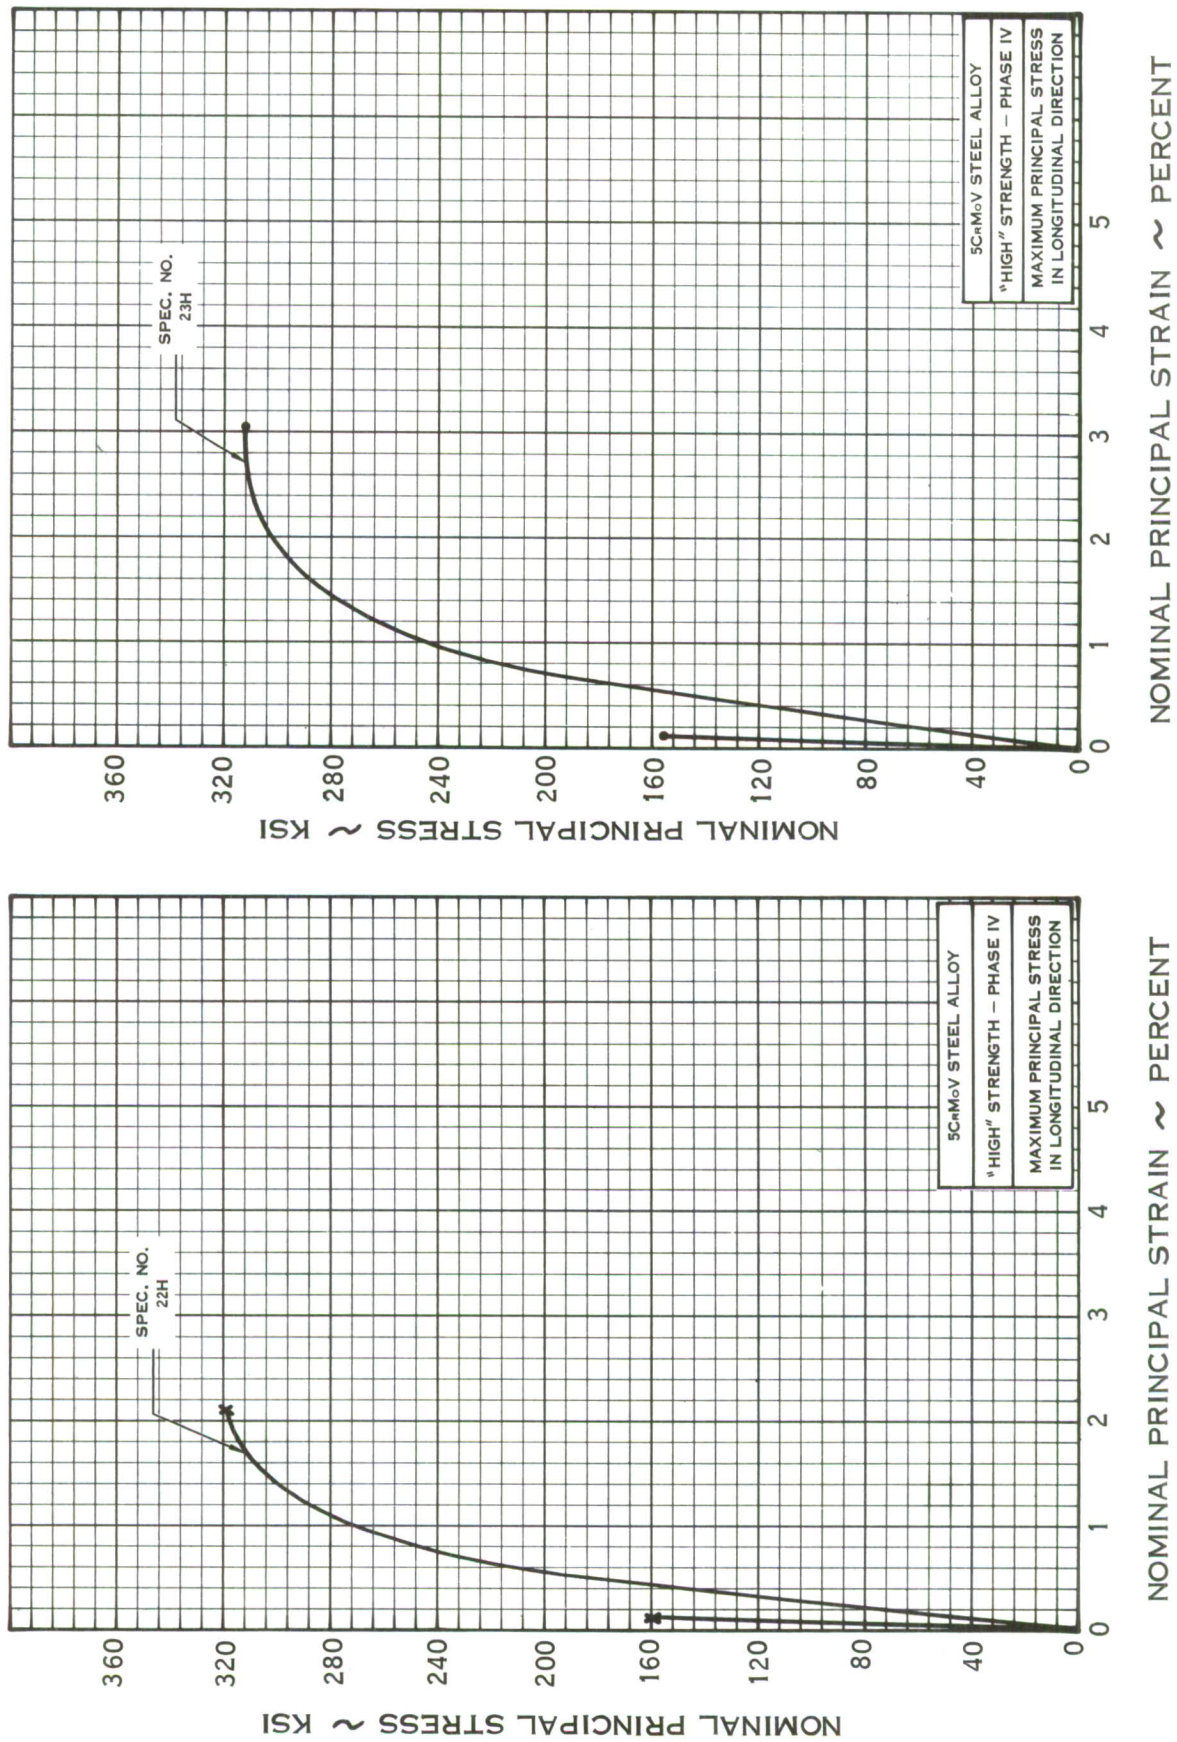 360
320
280
240
200
160
120
80
40
0
NOMINAL PRINCIPAL STRESS ~ KSI
SPEC. NO.
22H
5CRMOV STEEL ALLOY
"HIGH" STRENGTH – PHASE IV
MAXIMUM PRINCIPAL STRESS
IN LONGITUDINAL DIRECTION
0 1 2 3 4 5
NOMINAL PRINCIPAL STRAIN ~ PERCENT
360
320
280
240
200
160
120
80
40
0
NOMINAL PRINCIPAL STRESS ~ KSI
SPEC. NO.
23H
5CRMOV STEEL ALLOY
"HIGH" STRENGTH – PHASE IV
MAXIMUM PRINCIPAL STRESS
IN LONGITUDINAL DIRECTION
0 1 2 3 4 5
NOMINAL PRINCIPAL STRAIN ~ PERCENT